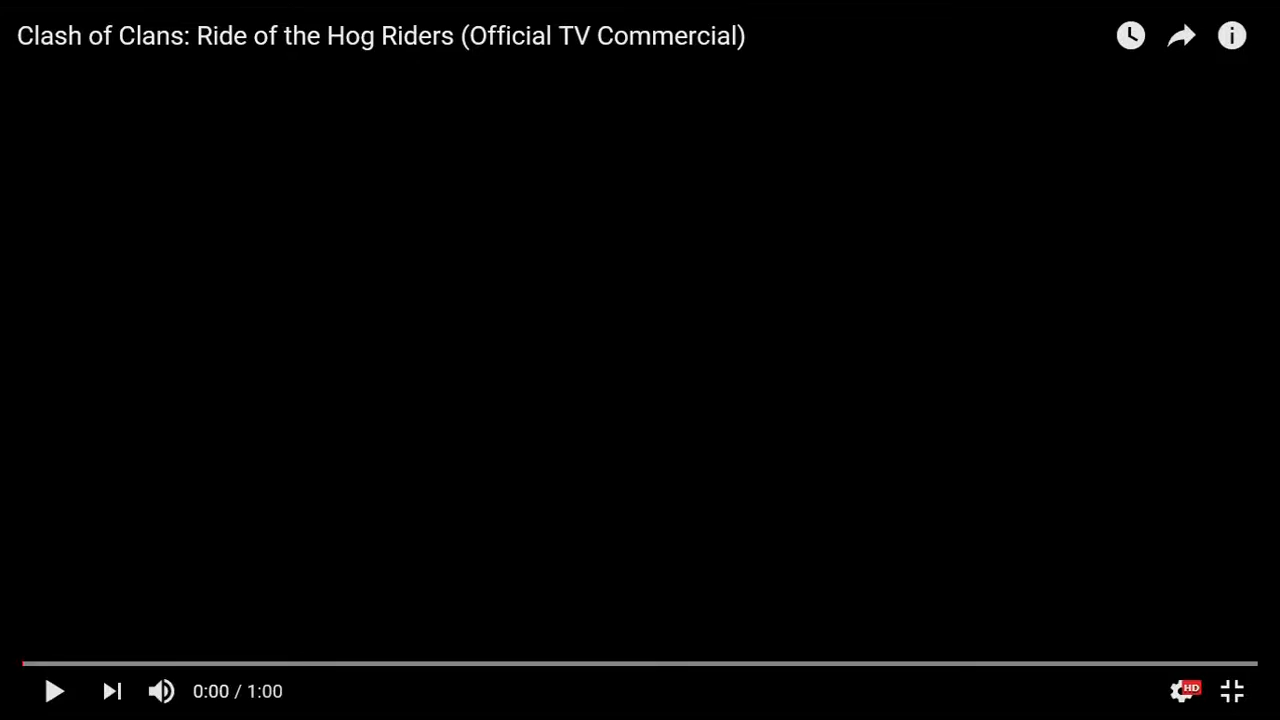 Clash of Clans: Ride of the Hog Riders (Official TV Commercial)
0:00 / 1:00
HD